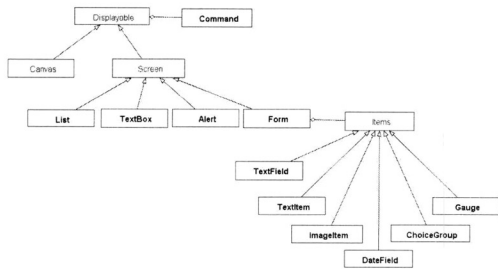 Displayable
Command
Canvas
Screen
List
TextBox
Alert
Form
Items
TextField
TextItem
ImageItem
Gauge
ChoiceGroup
DateField